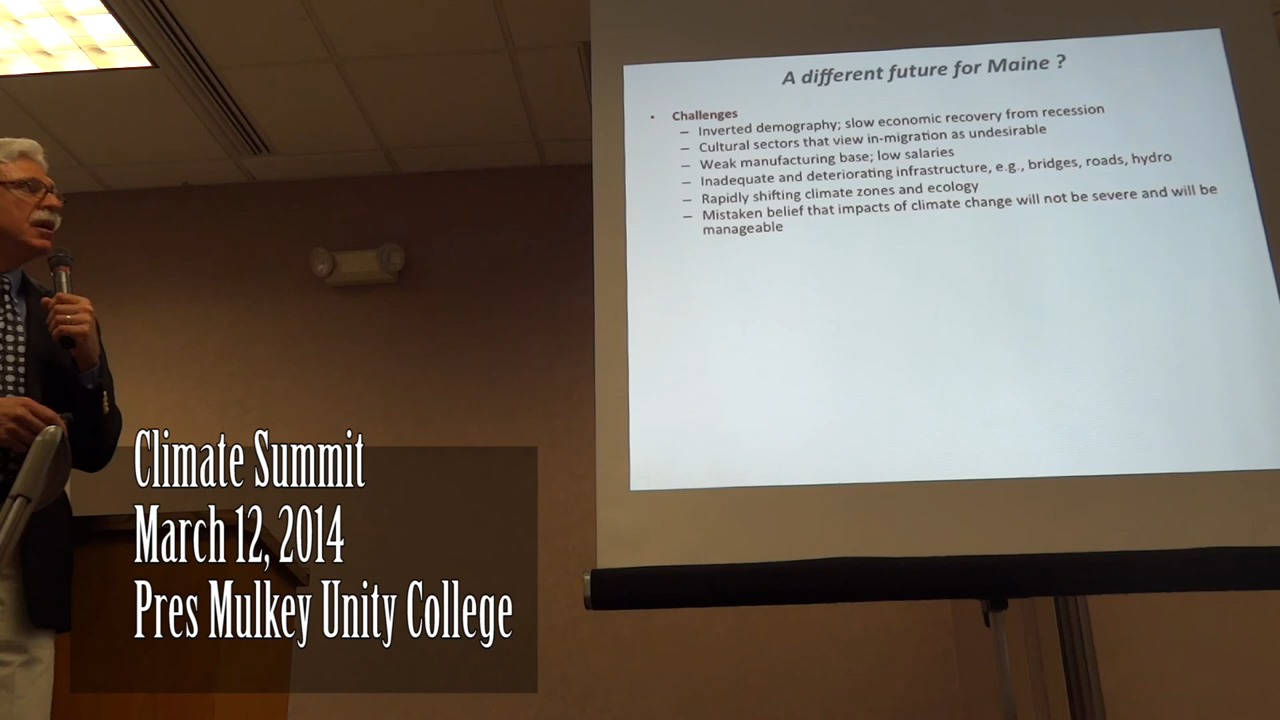 A different future for Maine ?
• Challenges
– Inverted demography; slow economic recovery from recession
– Cultural sectors that view in-migration as undesirable
– Weak manufacturing base; low salaries
– Inadequate and deteriorating infrastructure, e.g., bridges, roads, hydro
– Rapidly shifting climate zones and ecology
– Mistaken belief that impacts of climate change will not be severe and will be
manageable
Climate Summit
March 12, 2014
Pres Mulkey Unity College